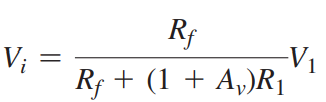 V_i = \frac{R_f}{R_f + (1 + A_v)R_1} V_1